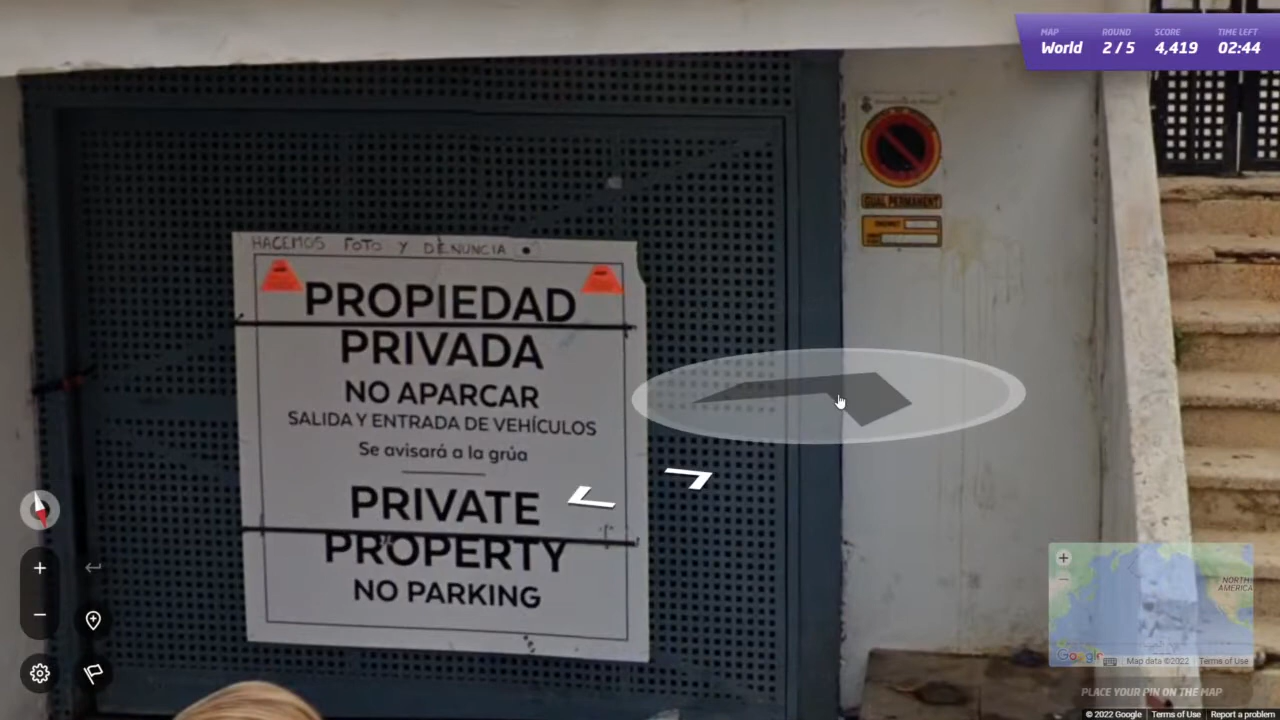 MAP
World
ROUND
2 / 5
SCORE
4,419
TIME LEFT
02:44
HACEMOS FOTO Y DENUNCIA
PROPIEDAD
PRIVADA
NO APARCAR
SALIDA Y ENTRADA DE VEHÍCULOS
Se avisará a la grúa
PRIVATE
PROPERTY
NO PARKING
GUAL PERMANENT
NORTH
AMERICA
Google
Map data ©2022
Terms of Use
PLACE YOUR PIN ON THE MAP
© 2022 Google
Terms of Use
Report a problem